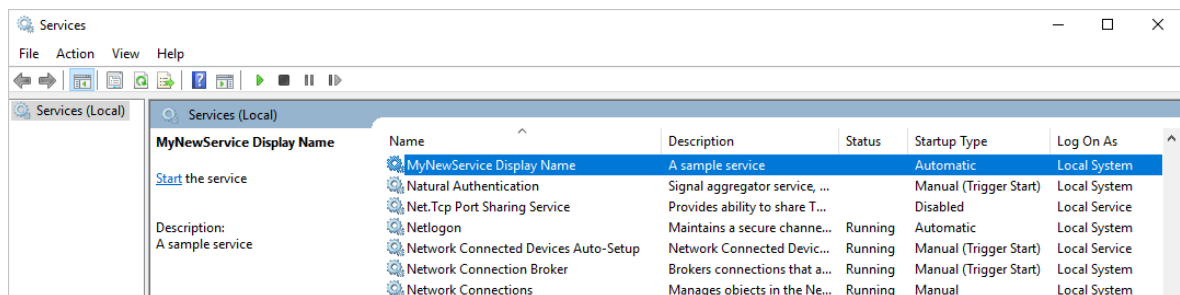 Services
File Action View Help
Services (Local)
Services (Local)
MyNewService Display Name
Start the service
Description:
A sample service
Name Description Status Startup Type Log On As
MyNewService Display Name A sample service Automatic Local System
Natural Authentication Signal aggregator service, ... Manual (Trigger Start) Local System
Net.Tcp Port Sharing Service Provides ability to share T... Disabled Local Service
Netlogon Maintains a secure channe... Running Automatic Local System
Network Connected Devices Auto-Setup Network Connected Devic... Running Manual (Trigger Start) Local Service
Network Connection Broker Brokers connections that a... Running Manual (Trigger Start) Local System
Network Connections Manages objects in the Ne... Running Manual Local System